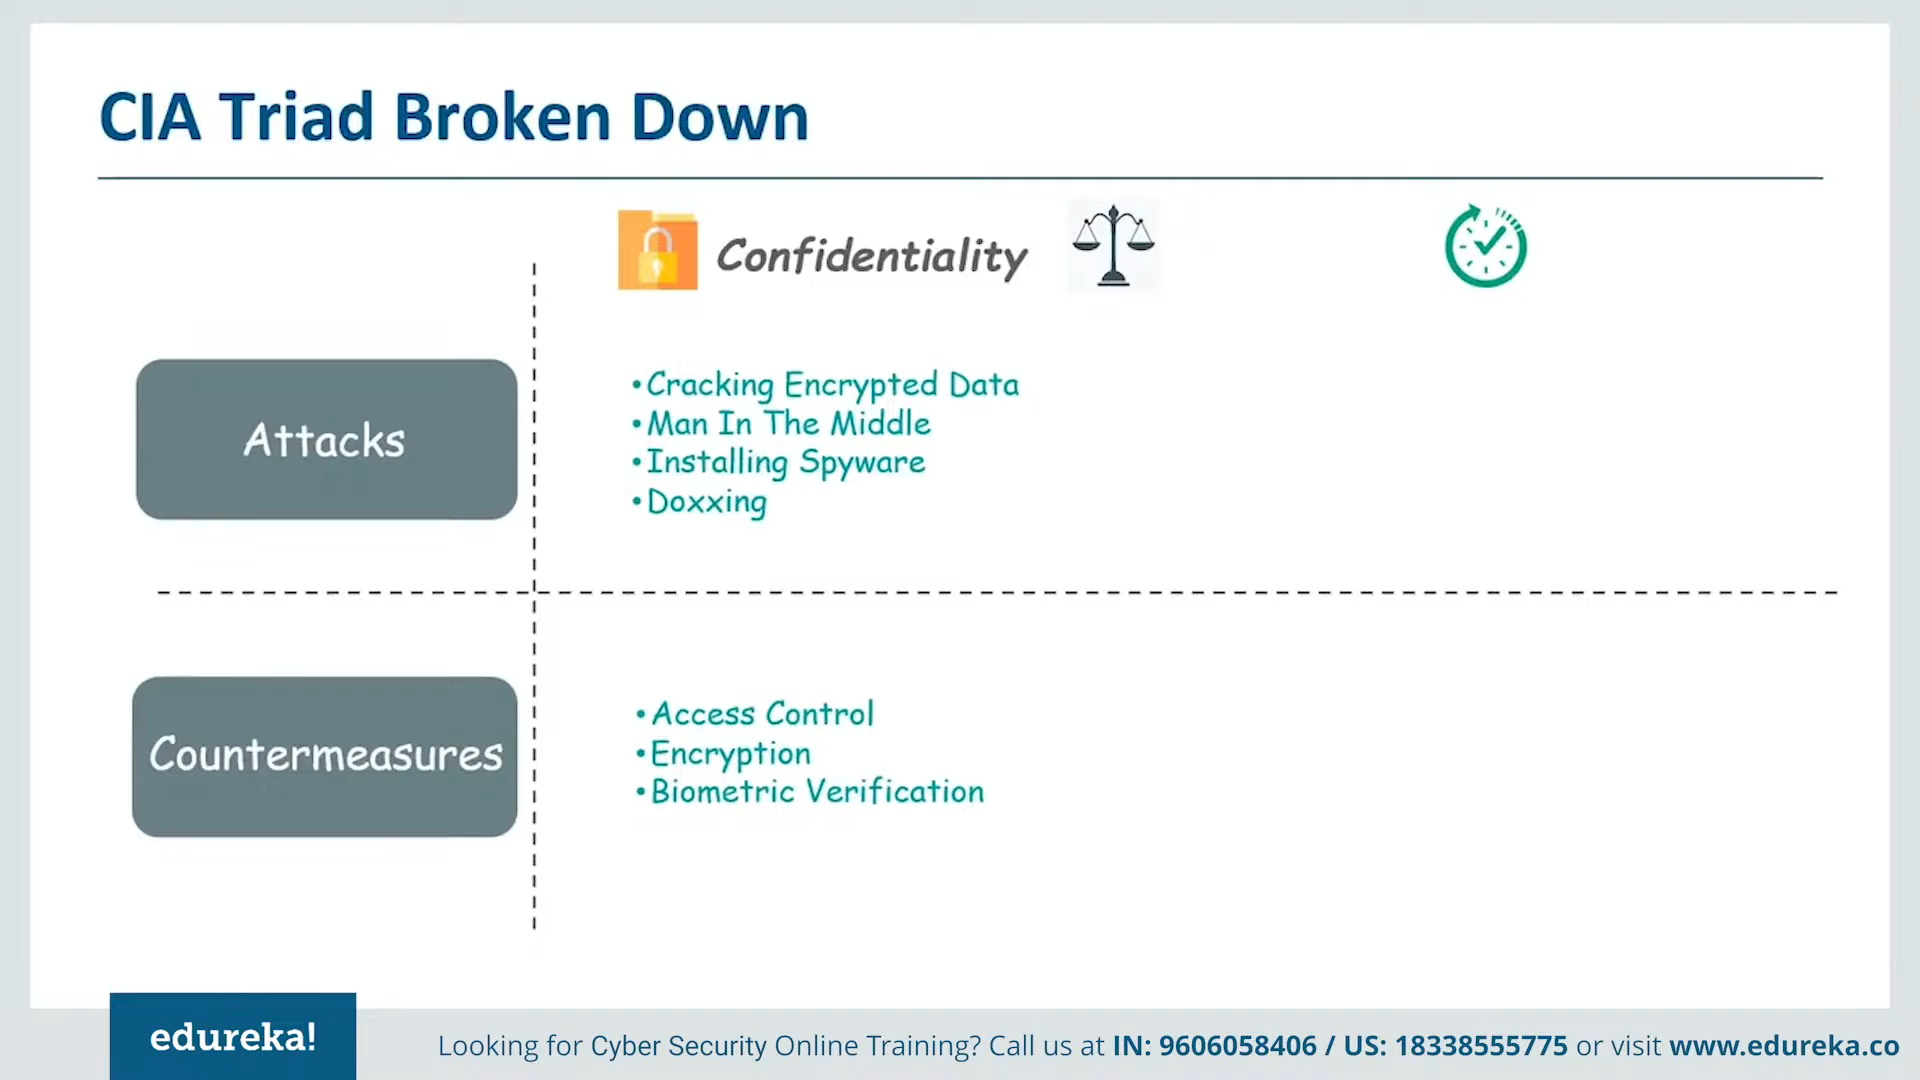 CIA Triad Broken Down
Confidentiality
Attacks
•Cracking Encrypted Data
•Man In The Middle
•Installing Spyware
•Doxxing
Countermeasures
•Access Control
•Encryption
•Biometric Verification
edureka!
Looking for Cyber Security Online Training? Call us at IN: 9606058406 / US: 18338555775 or visit www.edureka.co